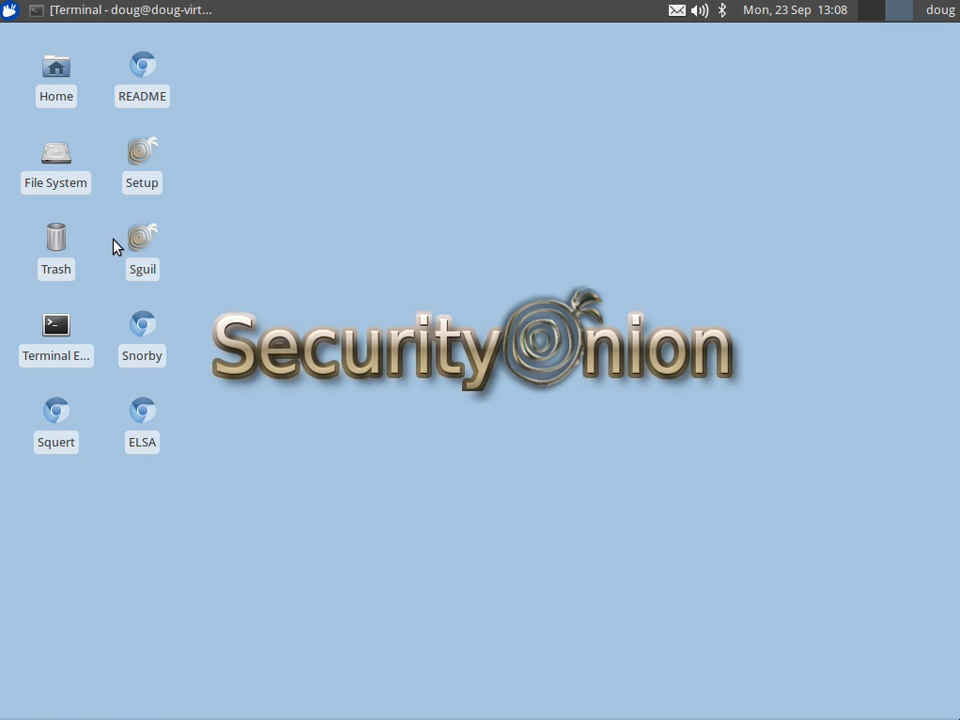 [Terminal - doug@doug-virt...
Mon, 23 Sep 13:08
doug
Home
README
File System
Setup
Trash
Sguil
Terminal E...
Snorby
Squert
ELSA
SecurityOnion